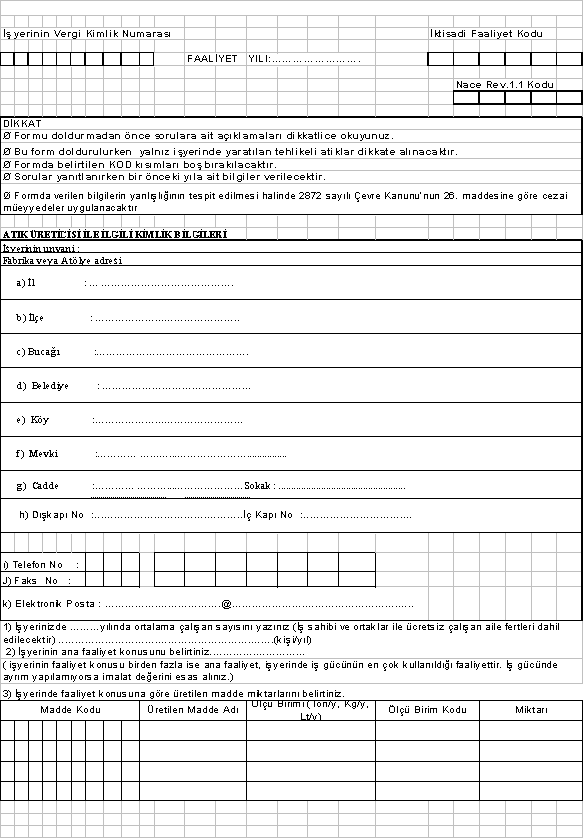 İşyerinin Vergi Kimlik Numarası İktisadi Faaliyet Kodu
FAALİYET YILI:…………………….
Nace Rev.1.1 Kodu
DİKKAT
Ø Formu doldurmadan önce sorulara ait açıklamaları dikkatlice okuyunuz.
Ø Bu form doldurulurken yalnız işyerinde yaratılan tehlikeli atıklar dikkate alınacaktır.
Ø Formda belirtilen KOD kısımları boş bırakılacaktır.
Ø Sorular yanıtlanırken bir önceki yıla ait bilgiler verilecektir.
Ø Formda verilen bilgilerin yanlışlığının tespit edilmesi halinde 2872 sayılı Çevre Kanunu'nun 26. maddesine göre cezai
müeyyedeler uygulanacaktır
ATIK ÜRETİCİSİ İLE İLGİLİ KİMLİK BİLGİLERİ
İşyerinin unvanı :
Fabrika veya Atölye adresi
a) İl : … …………………………………
b) İlçe : ……………………………………
c) Bucağı :…………………………………….
d) Belediye : ……………………………………
e) Köy :……………………………………
f) Mevki :………… …………………………................
g) Cadde :………… …………………………Sokak : ................................................
h) Dışkapı No :……………………………………İç Kapı No :………………………….
ı) Telefon No :
J) Faks No :
k) Elektronik Posta : ……………………………@……………………………………………
1) İşyerinizde ………yılında ortalama çalışan sayısını yazınız (İş sahibi ve ortaklar ile ücretsiz çalışan aile fertleri dahil
edilecektir) …………………………………………………….(kişi/yıl)
2) İşyerinin ana faaliyet konusunu belirtiniz………………………
( işyerinin faaliyet konusu birden fazla ise ana faaliyet, işyerinde iş gücünün en çok kullanıldığı faaliyettir. İş gücünde
ayrım yapılamıyorsa imalat değerini esas alınız.)
3) İşyerinde faaliyet konusuna göre üretilen madde miktarlarını belirtiniz.
Madde Kodu Üretilen Madde Adı Ölçü Birimi (Ton/y, Kg/y, Lt/y) Ölçü Birim Kodu Miktarı